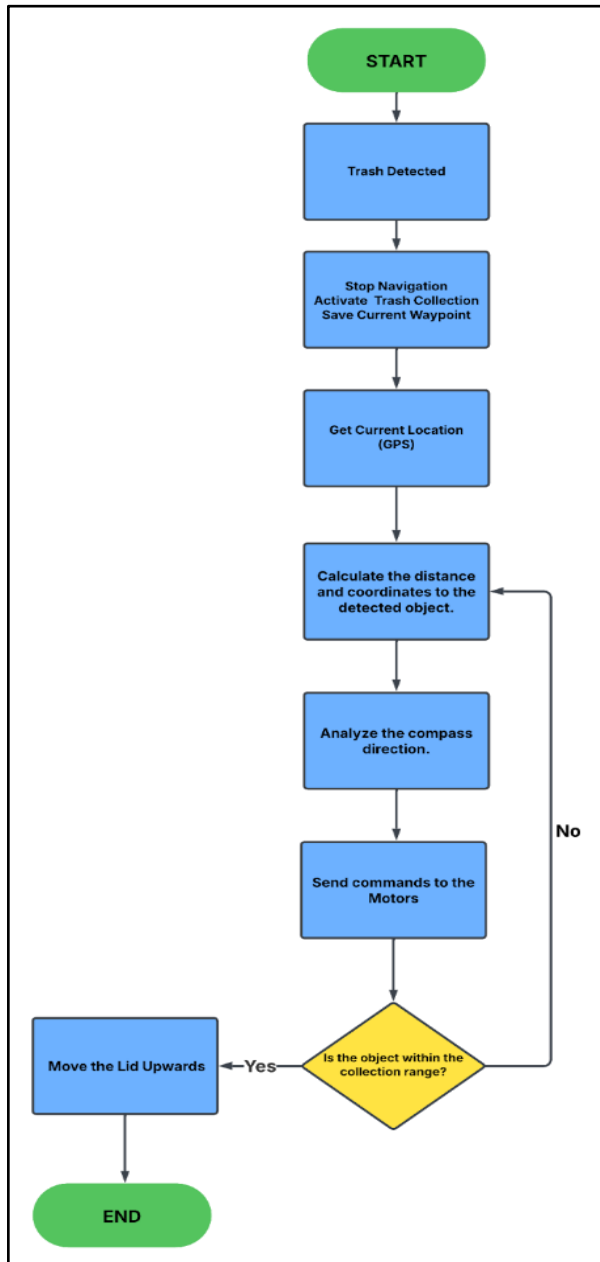 START
Trash Detected
Stop Navigation
Activate Trash Collection
Save Current Waypoint
Get Current Location
(GPS)
Calculate the distance
and coordinates to the
detected object.
Analyze the compass
direction.
No
Send commands to the
Motors
Is the object within the
collection range?
Yes
Move the Lid Upwards
END